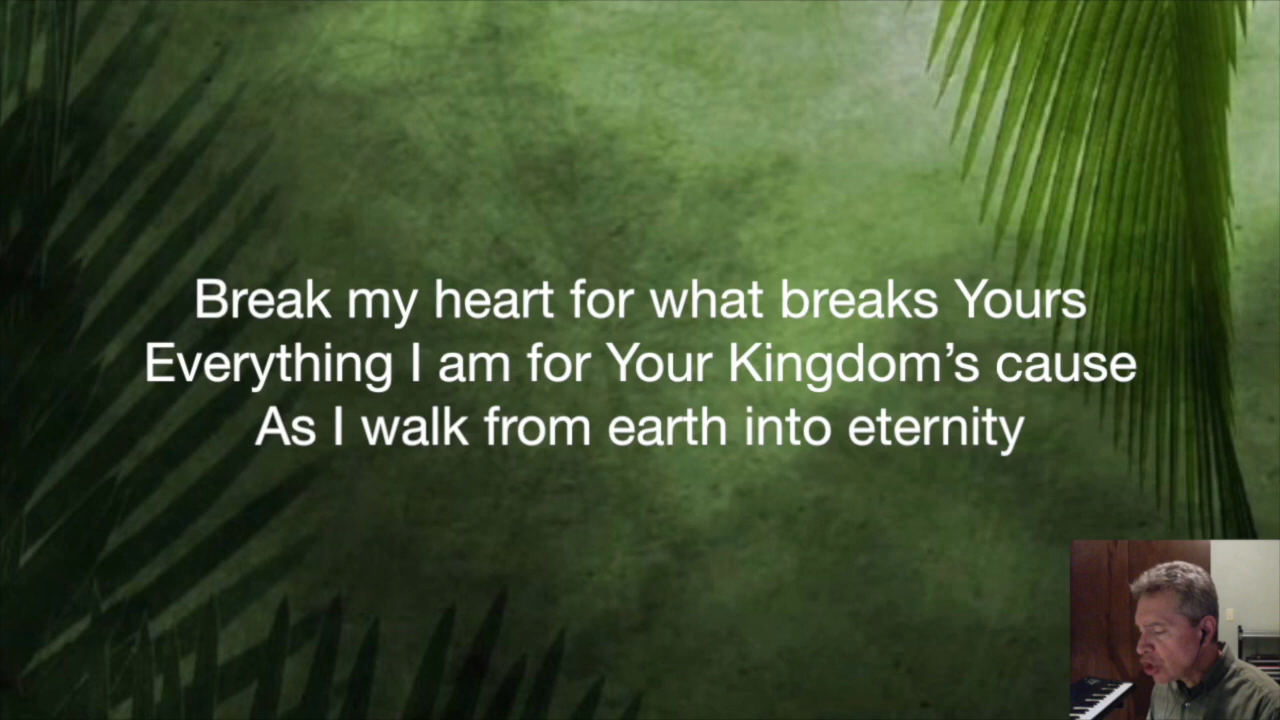 Break my heart for what breaks Yours
Everything I am for Your Kingdom’s cause
As I walk from earth into eternity